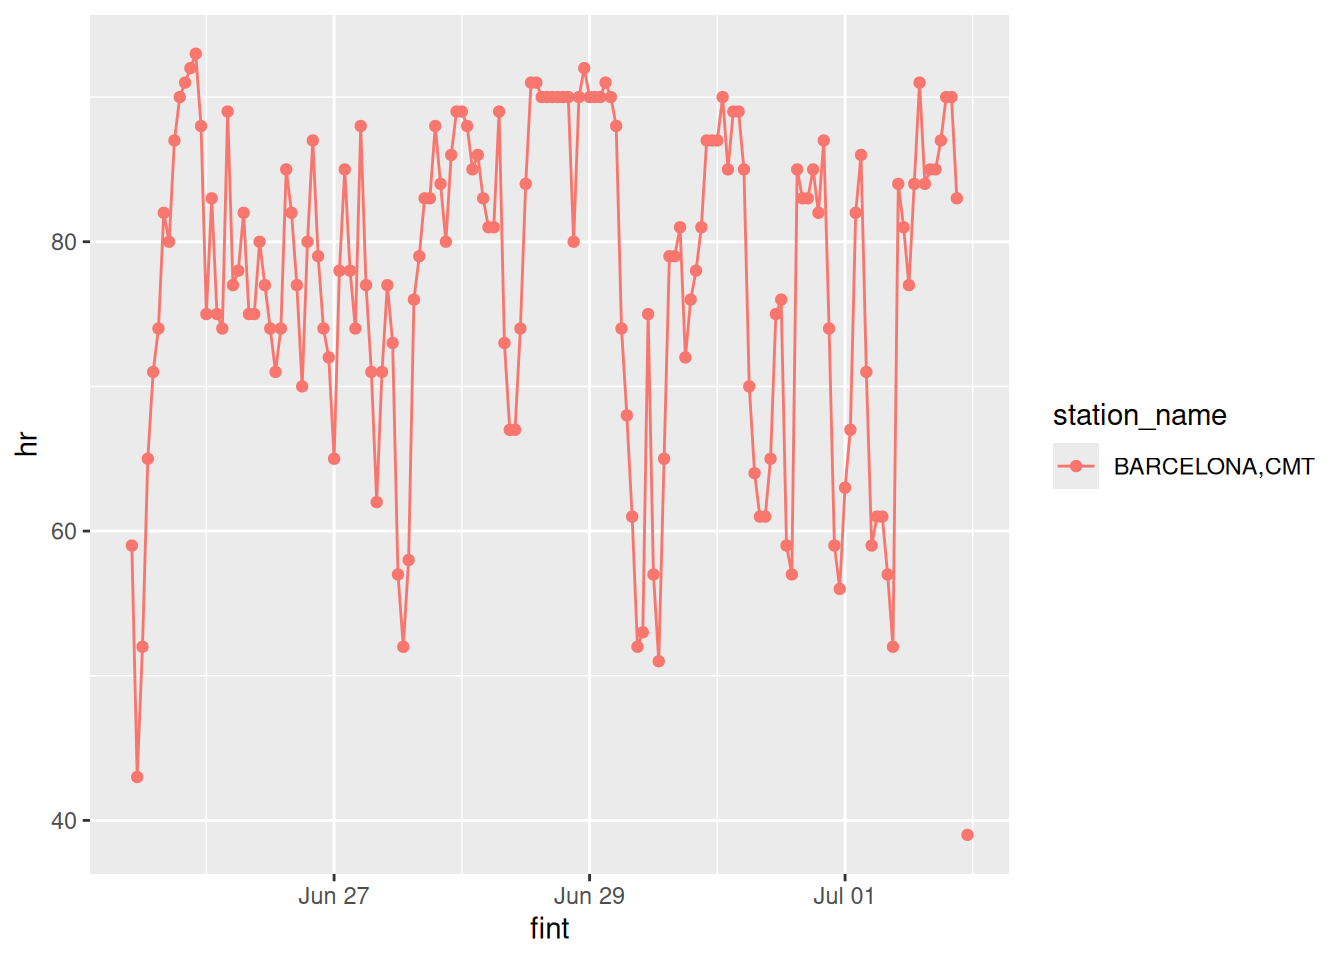 80
60
40
hr
Jun 27
Jun 29
Jul 01
fint
station_name
BARCELONA,CMT